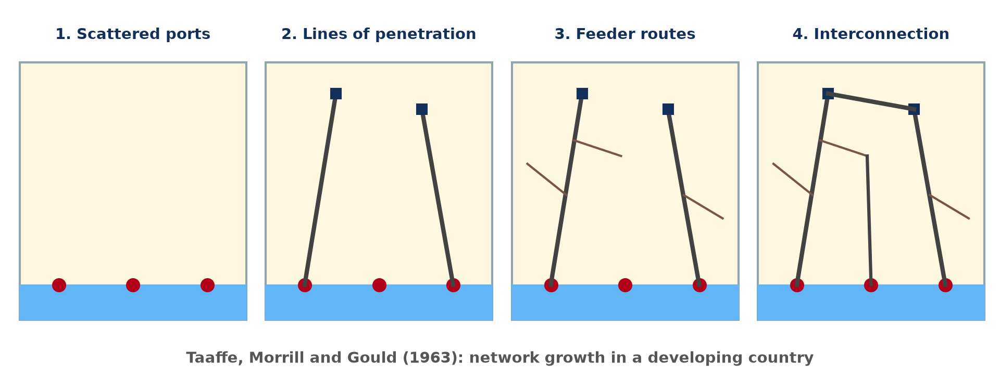 1. Scattered ports
2. Lines of penetration
3. Feeder routes
4. Interconnection
Taaffe, Morrill and Gould (1963): network growth in a developing country